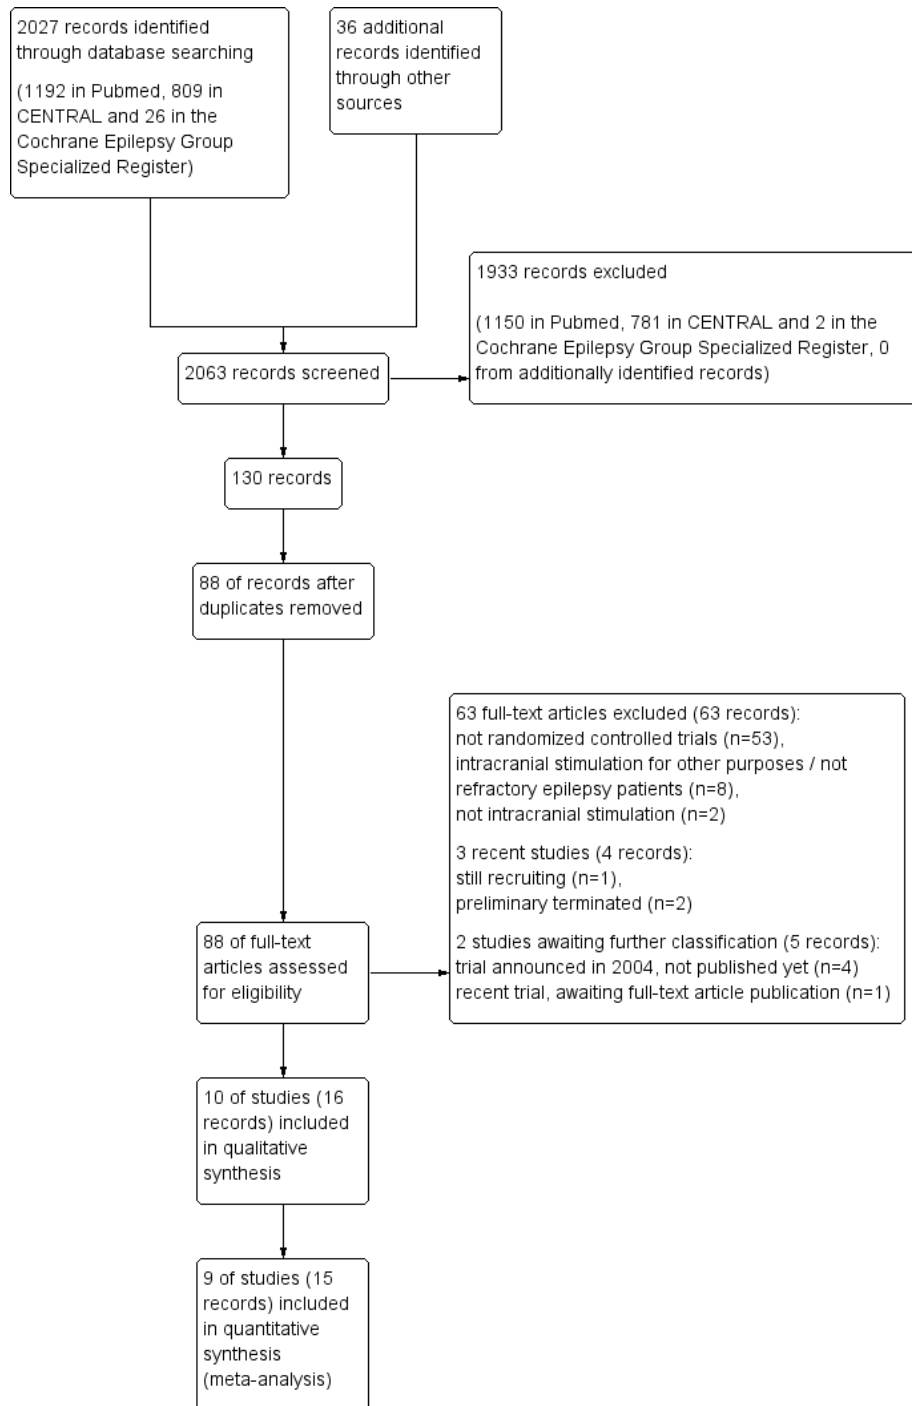 2027 records identified
through database searching
(1192 in Pubmed, 809 in
CENTRAL and 26 in the
Cochrane Epilepsy Group
Specialized Register)
36 additional
records identified
through other
sources
1933 records excluded
(1150 in Pubmed, 781 in CENTRAL and 2 in the
Cochrane Epilepsy Group Specialized Register, 0
from additionally identified records)
2063 records screened
130 records
88 of records after
duplicates removed
63 full-text articles excluded (63 records):
not randomized controlled trials (n=53),
intracranial stimulation for other purposes / not
refractory epilepsy patients (n=8),
not intracranial stimulation (n=2)
3 recent studies (4 records):
still recruiting (n=1),
preliminary terminated (n=2)
2 studies awaiting further classification (5 records):
trial announced in 2004, not published yet (n=4)
recent trial, awaiting full-text article publication (n=1)
88 of full-text
articles assessed
for eligibility
10 of studies (16
records) included
in qualitative
synthesis
9 of studies (15
records) included
in quantitative
synthesis
(meta-analysis)